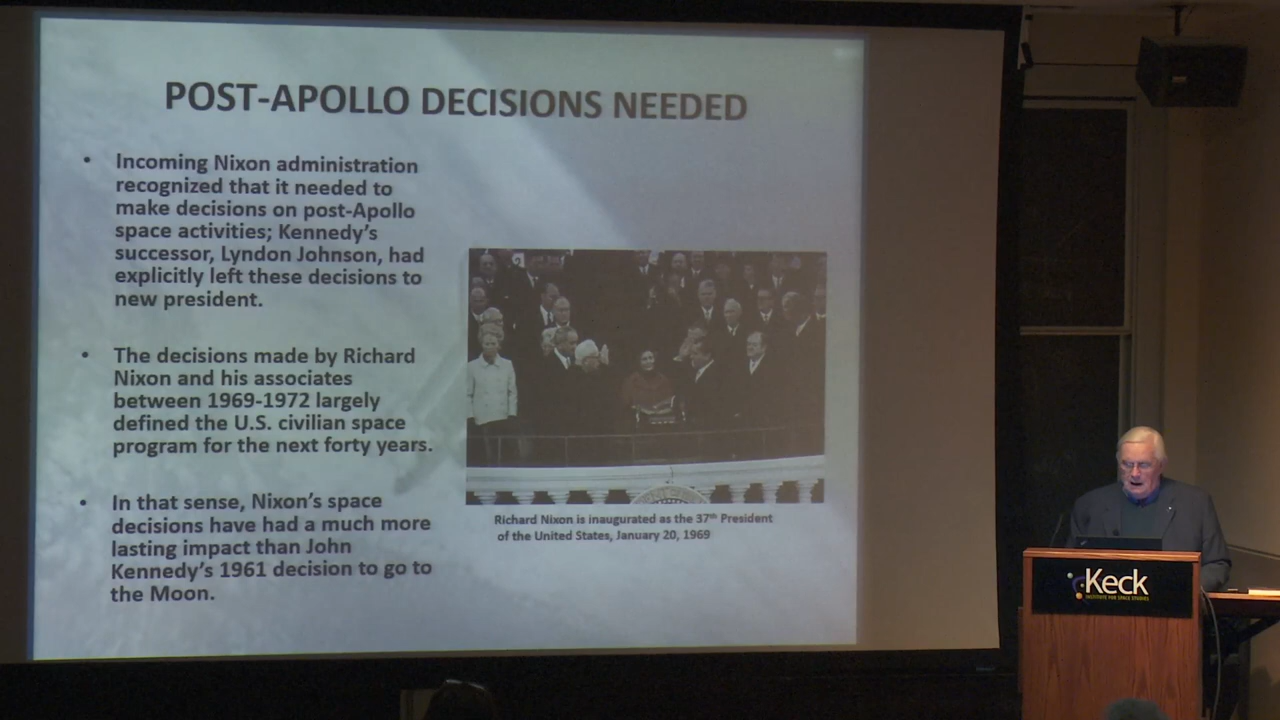 POST-APOLLO DECISIONS NEEDED
• Incoming Nixon administration
recognized that it needed to
make decisions on post-Apollo
space activities; Kennedy's
successor, Lyndon Johnson, had
explicitly left these decisions to
new president.
• The decisions made by Richard
Nixon and his associates
between 1969-1972 largely
defined the U.S. civilian space
program for the next forty years.
• In that sense, Nixon's space
decisions have had a much more
lasting impact than John
Kennedy's 1961 decision to go to
the Moon.
Richard Nixon is inaugurated as the 37th President
of the United States, January 20, 1969
Keck
INSTITUTE FOR SPACE STUDIES